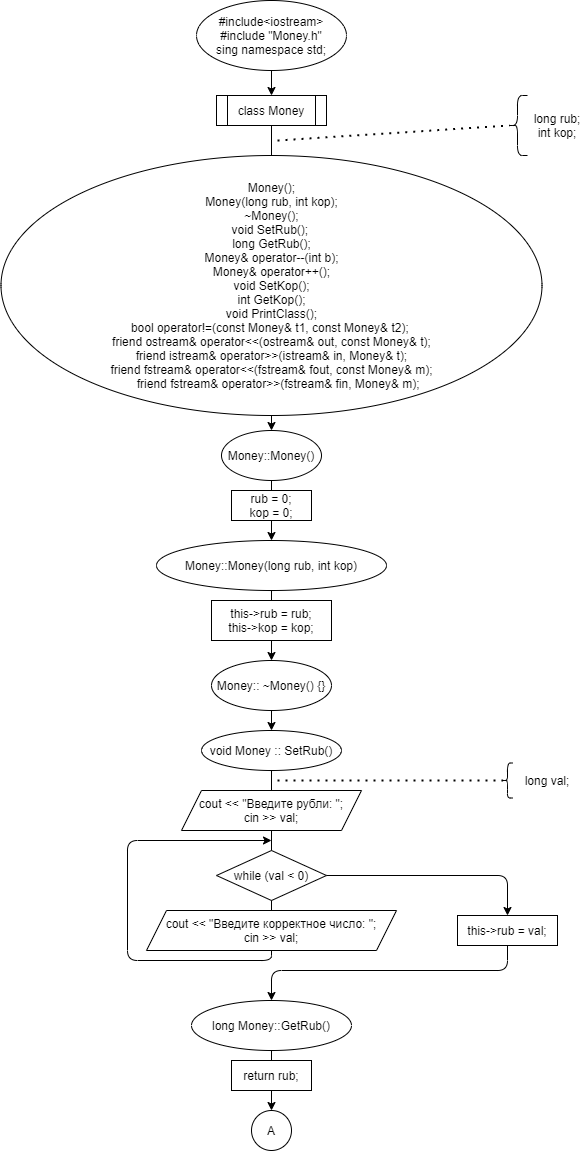 #include<iostream>
#include "Money.h"
sing namespace std;
class Money
long rub;
int kop;
Money();
Money(long rub, int kop);
~Money();
void SetRub();
long GetRub();
Money& operator--(int b);
Money& operator++();
void SetKop();
int GetKop();
void PrintClass();
bool operator!=(const Money& t1, const Money& t2);
friend ostream& operator<<(ostream& out, const Money& t);
friend istream& operator>>(istream& in, Money& t);
friend fstream& operator<<(fstream& fout, const Money& m);
friend fstream& operator>>(fstream& fin, Money& m);
Money::Money()
rub = 0;
kop = 0;
Money::Money(long rub, int kop)
this->rub = rub;
this->kop = kop;
Money:: ~Money() {}
void Money :: SetRub()
long val;
cout << "Введите рубли: ";
cin >> val;
while (val < 0)
cout << "Введите корректное число: ";
cin >> val;
this->rub = val;
long Money::GetRub()
return rub;
A